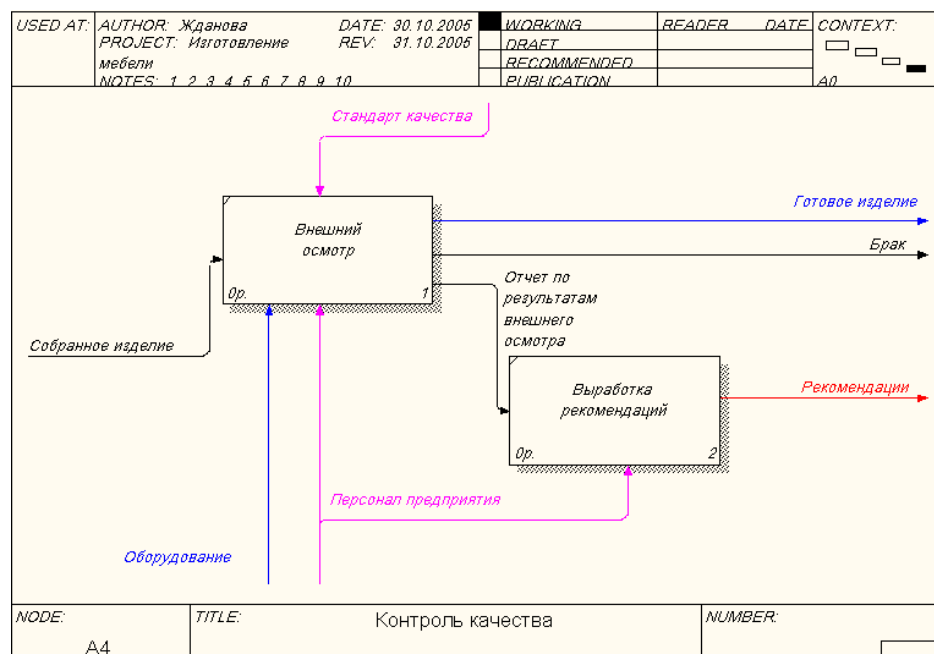 USED AT:
AUTHOR: Жданова
DATE: 30.10.2005
PROJECT: Изготовление
REV: 31.10.2005
мебели
NOTES: 1 2 3 4 5 6 7 8 9 10
WORKING
DRAFT
RECOMMENDED
PUBLICATION
READER
DATE
CONTEXT:
A0
Стандарт качества
Готовое изделие
Внешний
осмотр
0р.
1
Брак
Отчет по
результатам
внешнего
осмотра
Собранное изделие
Выработка
рекомендаций
0р.
2
Рекомендации
Персонал предприятия
Оборудование
NODE:
A4
TITLE:
Контроль качества
NUMBER: